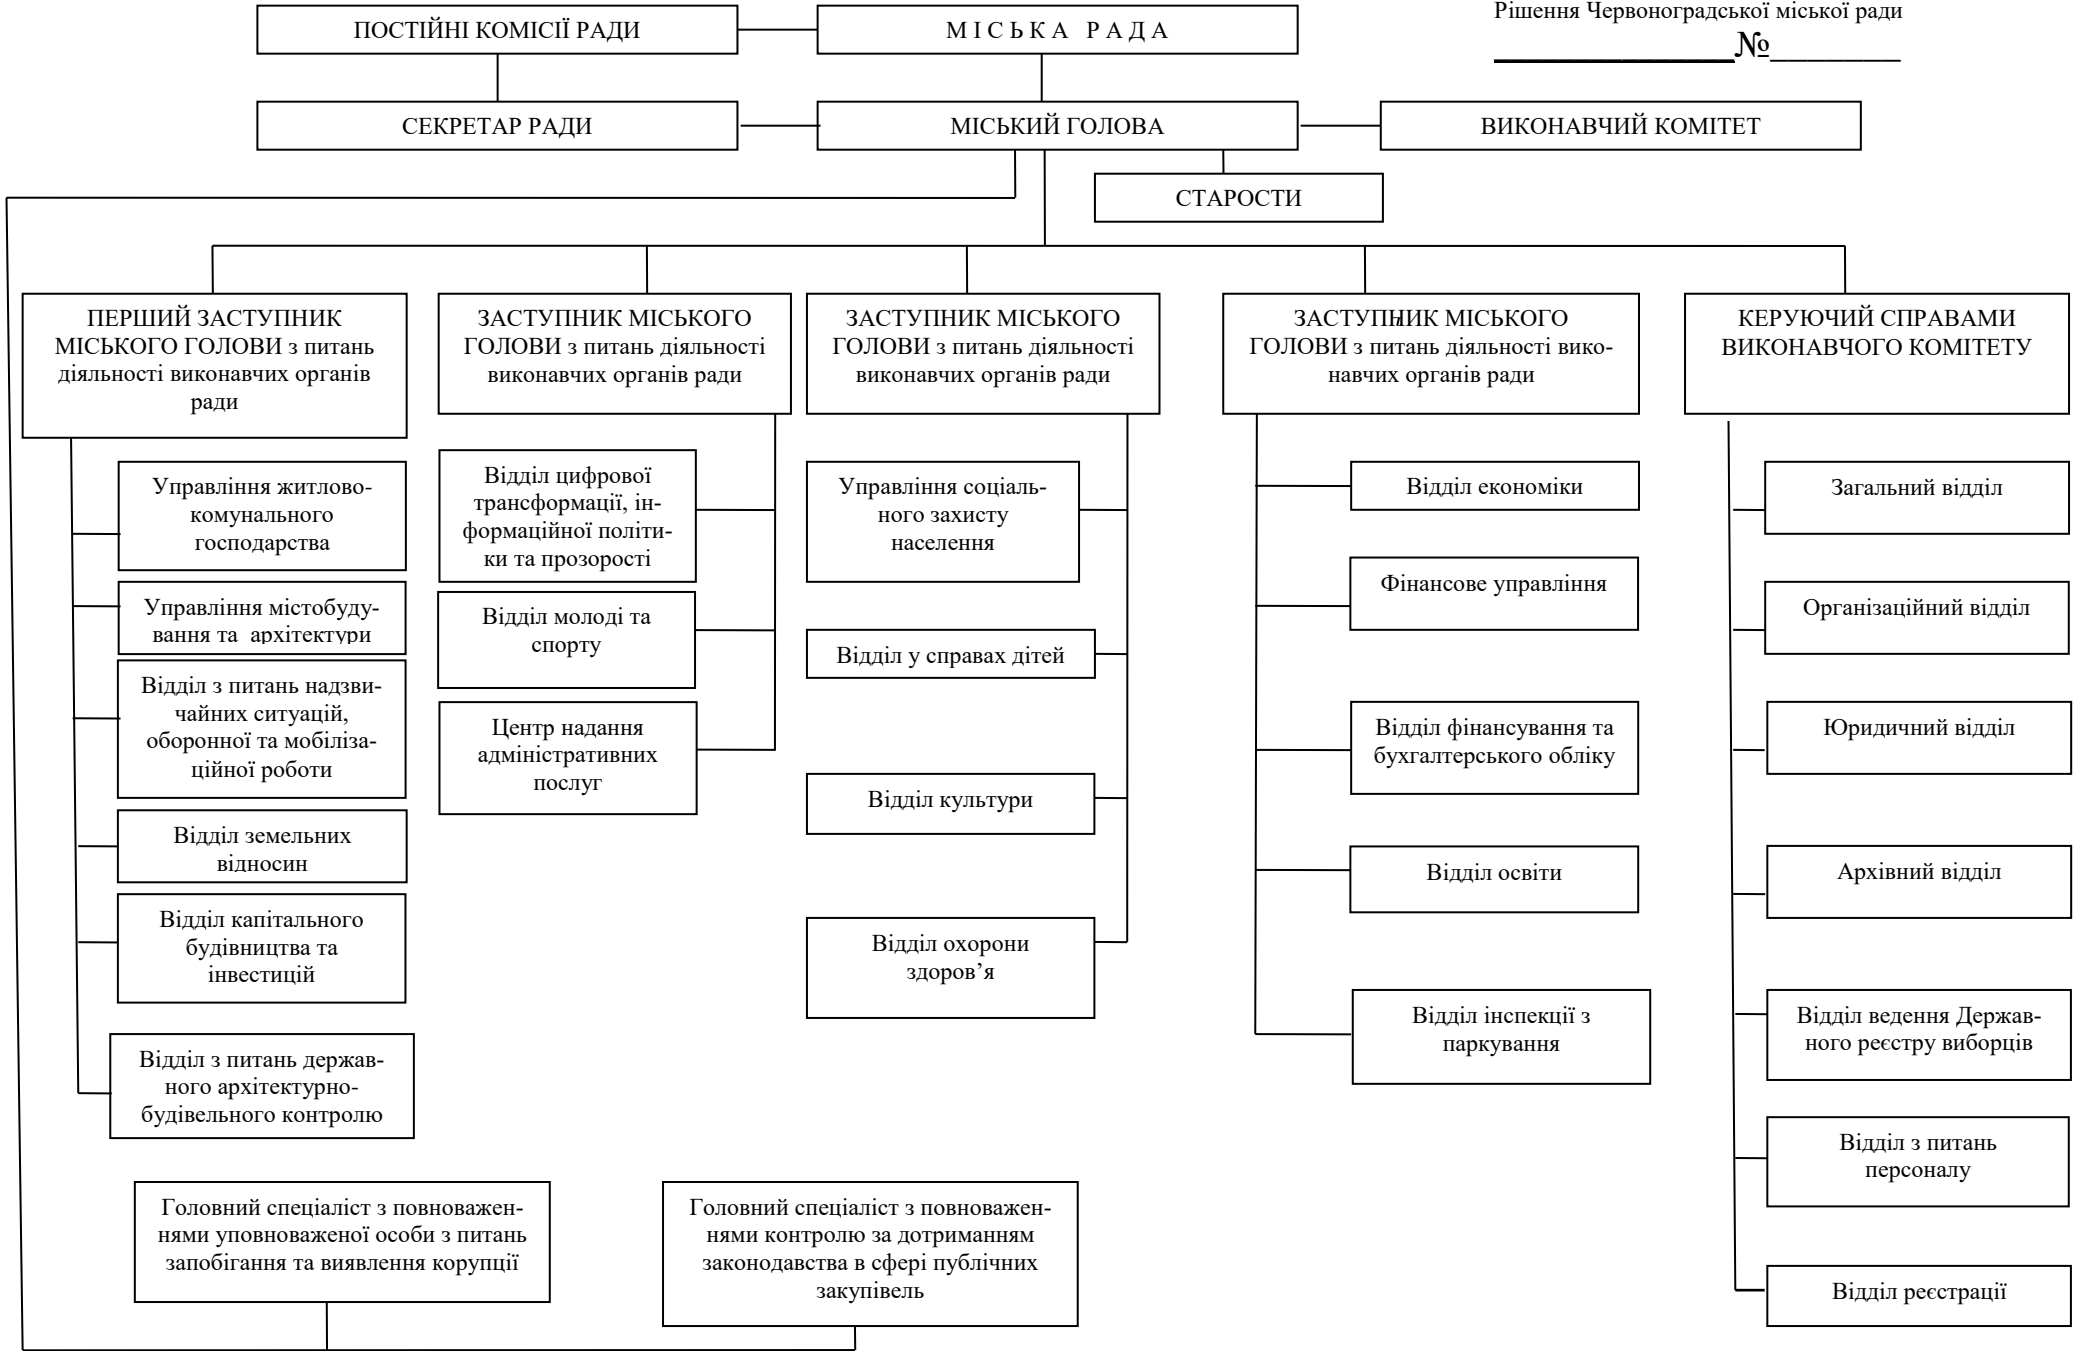 Рішення Червоноградської міської ради
_______________№________
ПОСТІЙНІ КОМІСІЇ РАДИ
М І С Ь К А Р А Д А
СЕКРЕТАР РАДИ
МІСЬКИЙ ГОЛОВА
ВИКОНАВЧИЙ КОМІТЕТ
СТАРОСТИ
ПЕРШИЙ ЗАСТУПНИК
МІСЬКОГО ГОЛОВИ з питань
діяльності виконавчих органів
ради
Управління житлово-
комунального
господарства
Управління містобуду-
вання та архітектури
Відділ з питань надзви-
чайних ситуацій,
оборонної та мобіліза-
ційної роботи
Відділ земельних
відносин
Відділ капітального
будівництва та
інвестицій
Відділ з питань держав-
ного архітектурно-
будівельного контролю
ЗАСТУПНИК МІСЬКОГО
ГОЛОВИ з питань діяльності
виконавчих органів ради
Відділ цифрової
трансформації, ін-
формаційної політи-
ки та прозорості
Відділ молоді та
спорту
Центр надання
адміністративних
послуг
ЗАСТУПНИК МІСЬКОГО
ГОЛОВИ з питань діяльності
виконавчих органів ради
Управління соціаль-
ного захисту
населення
Відділ у справах дітей
Відділ культури
Відділ охорони
здоров’я
ЗАСТУПНИК МІСЬКОГО
ГОЛОВИ з питань діяльності вико-
навчих органів ради
Відділ економіки
Фінансове управління
Відділ фінансування та
бухгалтерського обліку
Відділ освіти
Відділ інспекції з
паркування
КЕРУЮЧИЙ СПРАВАМИ
ВИКОНАВЧОГО КОМІТЕТУ
Загальний відділ
Організаційний відділ
Юридичний відділ
Архівний відділ
Відділ ведення Держав-
ного реєстру виборців
Відділ з питань
персоналу
Відділ реєстрації
Головний спеціаліст з повноважен-
нями уповноваженої особи з питань
запобігання та виявлення корупції
Головний спеціаліст з повноважен-
нями контролю за дотриманням
законодавства в сфері публічних
закупівель